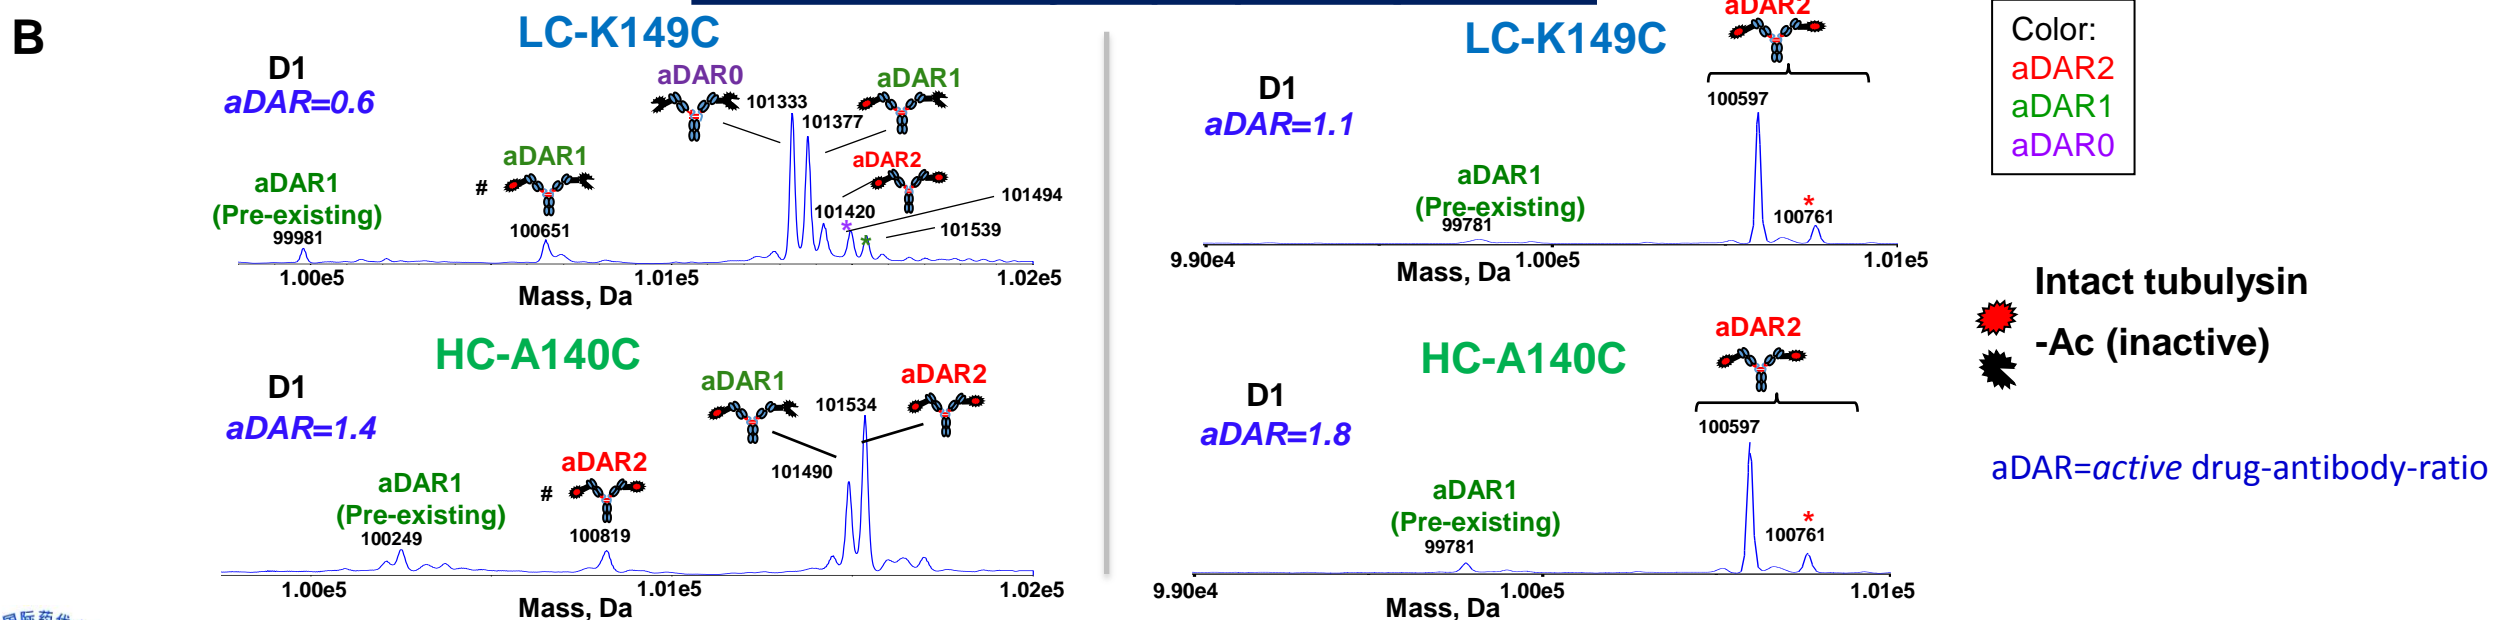 B
LC-K149C
D1
aDAR=0.6
aDAR0
101333
aDAR1
101377
aDAR1
#
aDAR2
aDAR1
(Pre-existing)
99981
100651
101420
*
*
101494
101539
1.00e5
1.01e5
1.02e5
Mass, Da
HC-A140C
D1
aDAR=1.4
aDAR1
101534
aDAR2
aDAR2
#
101490
aDAR1
(Pre-existing)
100249
100819
1.00e5
1.01e5
1.02e5
Mass, Da
LC-K149C
aDAR2
D1
aDAR=1.1
100597
aDAR1
(Pre-existing)
99781
*
100761
9.90e4
1.00e5
1.01e5
Mass, Da
HC-A140C
aDAR2
D1
aDAR=1.8
100597
aDAR1
(Pre-existing)
99781
*
100761
9.90e4
1.00e5
1.01e5
Mass, Da
Color:
aDAR2
aDAR1
aDAR0
Intact tubulysin
-Ac (inactive)
aDAR=active drug-antibody-ratio